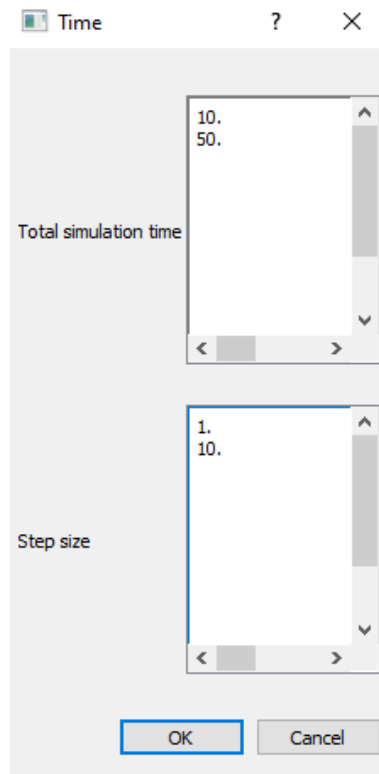 Time
?
10.
50.
Total simulation time
1.
10.
Step size
OK
Cancel